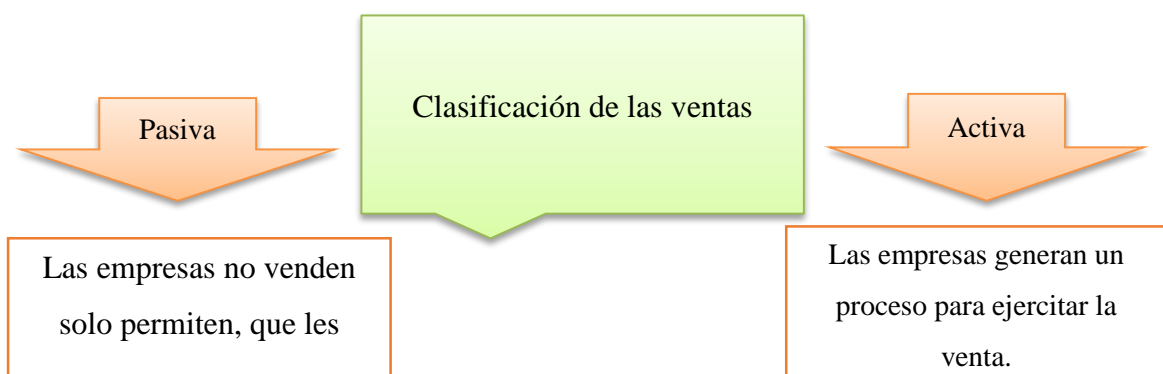 Clasificación de las ventas
Pasiva
Activa
Las empresas no venden
solo permiten, que les
Las empresas generan un
proceso para ejercitar la
venta.